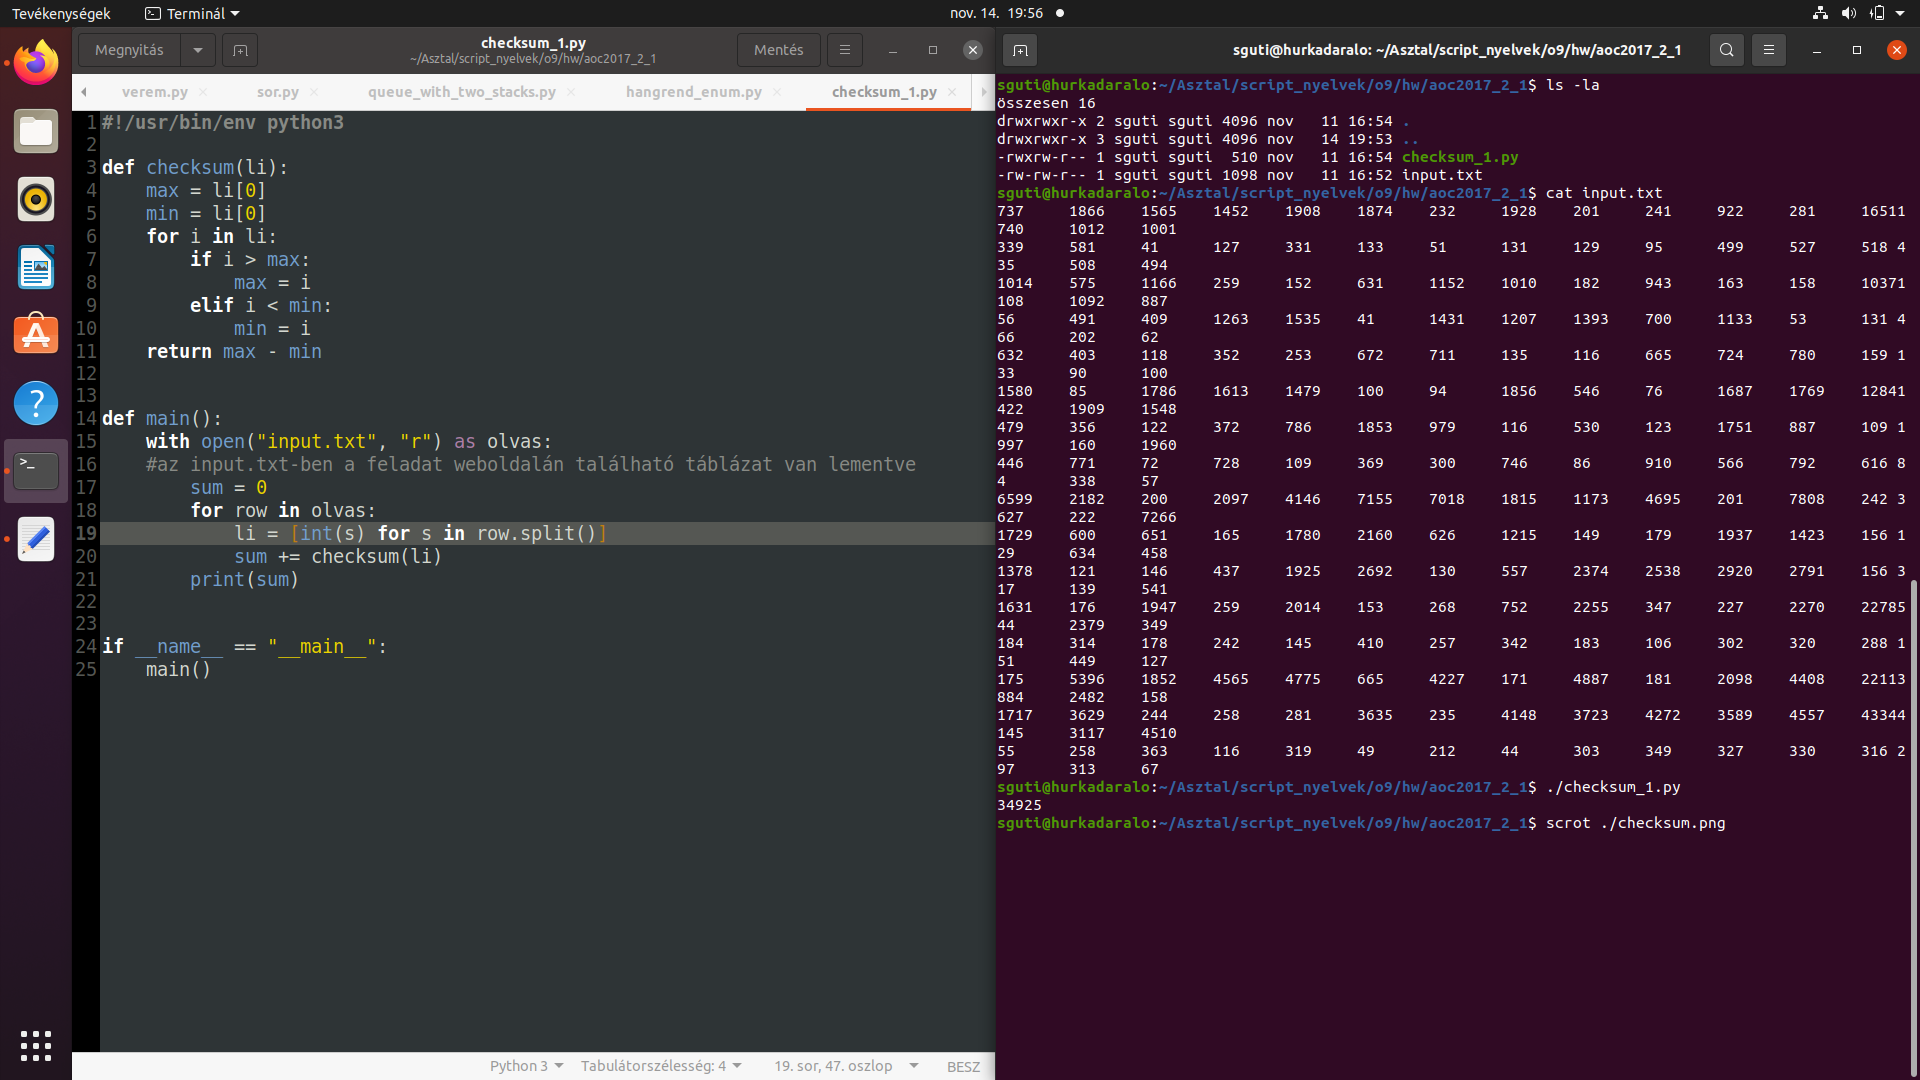 Tevékenységek
Terminál
nov. 14. 19:56
Megnyitás
checksum_1.py
~/Asztal/script_nyelvek/o9/hw/aoc2017_2_1
Mentés
verem.py
sor.py
queue_with_two_stacks.py
hangrend_enum.py
checksum_1.py
1 #!/usr/bin/env python3
2
3 def checksum(li):
4     max = li[0]
5     min = li[0]
6     for i in li:
7         if i > max:
8             max = i
9         elif i < min:
10             min = i
11     return max - min
12
13
14 def main():
15     with open("input.txt", "r") as olvas:
16     #az input.txt-ben a feladat weboldalán található táblázat van lementve
17         sum = 0
18         for row in olvas:
19             li = [int(s) for s in row.split()]
20             sum += checksum(li)
21         print(sum)
22
23
24 if __name__ == "__main__":
25     main()
Python 3
Tabulátorszélesség: 4
19. sor, 47. oszlop
BESZ
sguti@hurkadaralo: ~/Asztal/script_nyelvek/o9/hw/aoc2017_2_1
sguti@hurkadaralo:~/Asztal/script_nyelvek/o9/hw/aoc2017_2_1$ ls -la
összesen 16
drwxrwxr-x 2 sguti sguti 4096 nov   11 16:54 .
drwxrwxr-x 3 sguti sguti 4096 nov   14 19:53 ..
-rwxrw-r-- 1 sguti sguti  510 nov   11 16:54 checksum_1.py
-rw-rw-r-- 1 sguti sguti 1098 nov   11 16:52 input.txt
sguti@hurkadaralo:~/Asztal/script_nyelvek/o9/hw/aoc2017_2_1$ cat input.txt
737 1866 1565 1452 1908 1874 232 1928 201 241 922 281 16511
740 1012 1001
339 581 41 127 331 133 51 131 129 95 499 527 518 4
35 508 494
1014 575 1166 259 152 631 1152 1010 182 943 163 158 10371
108 1092 887
56 491 409 1263 1535 41 1431 1207 1393 700 1133 53 131 4
66 202 62
632 403 118 352 253 672 711 135 116 665 724 780 159 1
33 90 100
1580 85 1786 1613 1479 100 94 1856 546 76 1687 1769 12841
422 1909 1548
479 356 122 372 786 1853 979 116 530 123 1751 887 109 1
997 160 1960
446 771 72 728 109 369 300 746 86 910 566 792 616 8
4 338 57
6599 2182 200 2097 4146 7155 7018 1815 1173 4695 201 7808 242 3
627 222 7266
1729 600 651 165 1780 2160 626 1215 149 179 1937 1423 156 1
29 634 458
1378 121 146 437 1925 2692 130 557 2374 2538 2920 2791 156 3
17 139 541
1631 176 1947 259 2014 153 268 752 2255 347 227 2270 22785
44 2379 349
184 314 178 242 145 410 257 342 183 106 302 320 288 1
51 449 127
175 5396 1852 4565 4775 665 4227 171 4887 181 2098 4408 22113
884 2482 158
1717 3629 244 258 281 3635 235 4148 3723 4272 3589 4557 43344
145 3117 4510
55 258 363 116 319 49 212 44 303 349 327 330 316 2
97 313 67
sguti@hurkadaralo:~/Asztal/script_nyelvek/o9/hw/aoc2017_2_1$ ./checksum_1.py
34925
sguti@hurkadaralo:~/Asztal/script_nyelvek/o9/hw/aoc2017_2_1$ scrot ./checksum.png